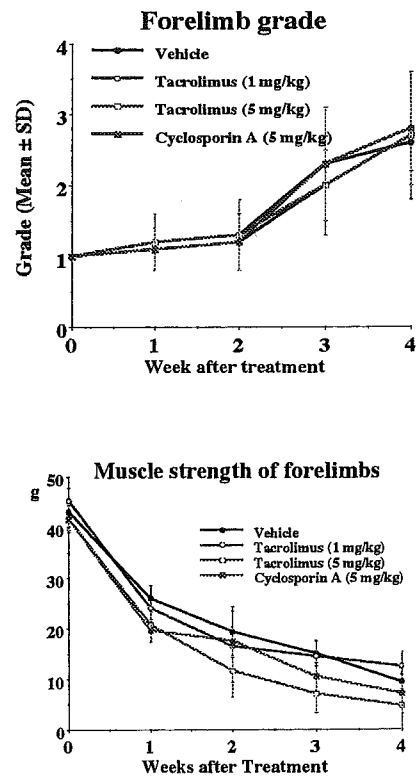 Forelimb grade
4
3
2
1
0
Grade (Mean ± SD)
Vehicle
Tacrolimus (1 mg/kg)
Tacrolimus (5 mg/kg)
Cyclosporin A (5 mg/kg)
0 1 2 3 4
Week after treatment
Muscle strength of forelimbs
g
50
40
30
20
10
0
Vehicle
Tacrolimus (1 mg/kg)
Tacrolimus (5 mg/kg)
Cyclosporin A (5 mg/kg)
0 1 2 3 4
Weeks after Treatment